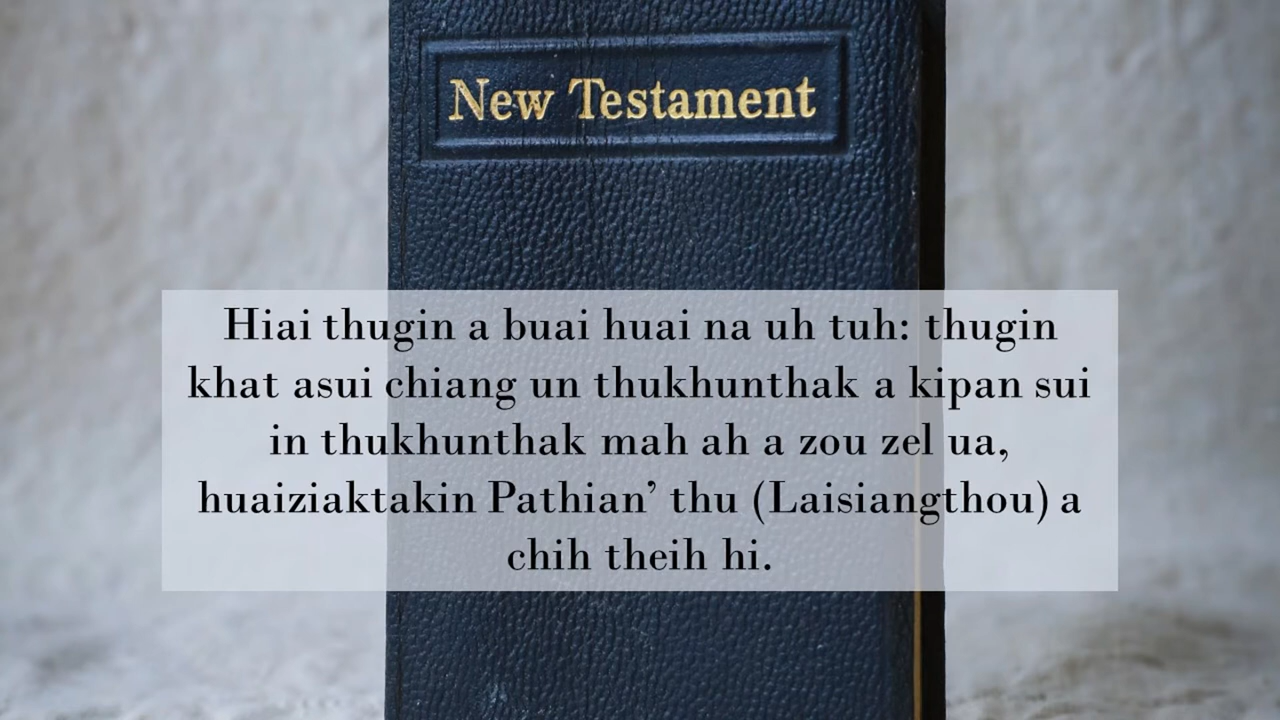 New Testament
Hiai thugin a buai huai na uh tuh: thugin
khat asui chiang un thukhunthak a kipan sui
in thukhunthak mah ah a zou zel ua,
huaiziaktakin Pathian’ thu (Laisiangthou) a
chih theih hi.